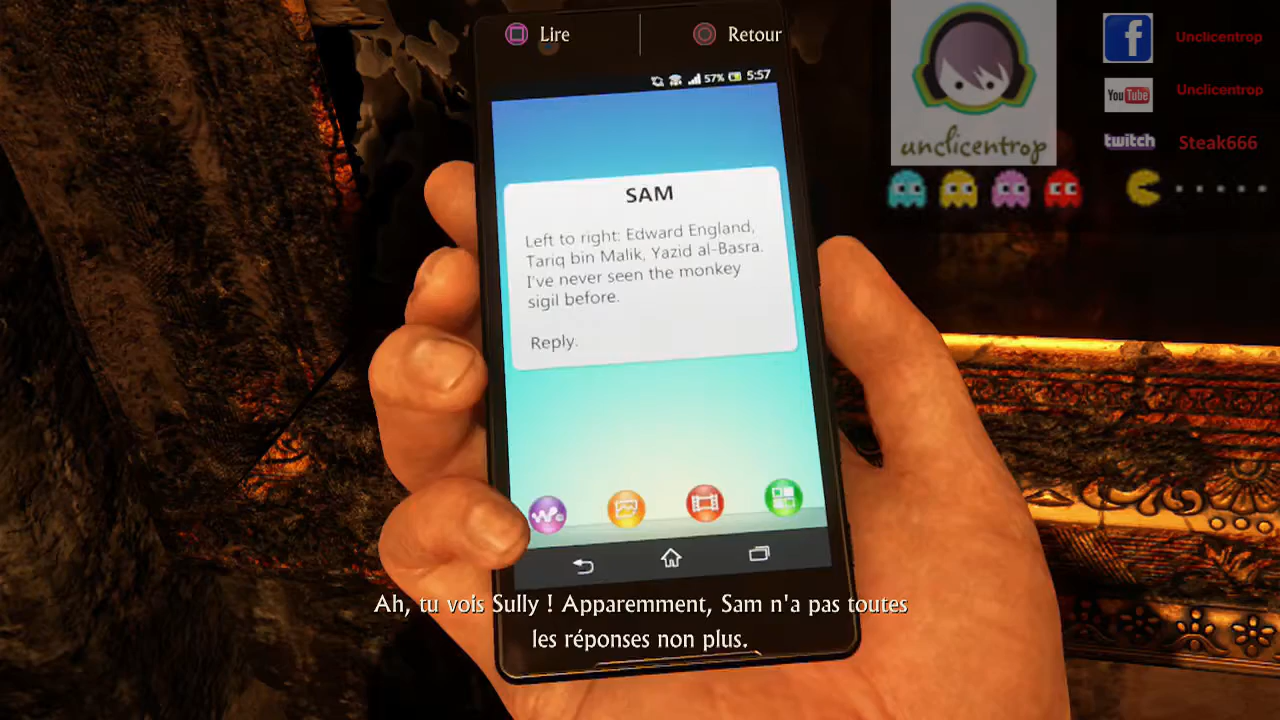 Lire
Retour
57% 5:57
SAM
Left to right: Edward England,
Tariq bin Malik, Yazid al-Basra.
I've never seen the monkey
sigil before.
Reply.
Ah, tu vois Sully ! Apparemment, Sam n'a pas toutes
les réponses non plus.
unclicentrop
f Unclicentrop
YouTube Unclicentrop
twitch Steak666